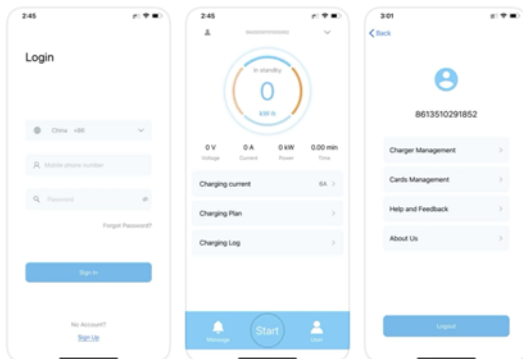 2:45
Login
China +86
Mobile phone number
Password
Forgot Password?
Sign in
No Account?
Sign Up
2:45
In standby
0
kW·h
0 V
0 A
0 kW
0.00 min
Voltage
Current
Power
Time
Charging current
6A
Charging Plan
Charging Log
Message
Start
User
3:01
Back
8613510291852
Charger Management
Cards Management
Help and Feedback
About Us
Logout